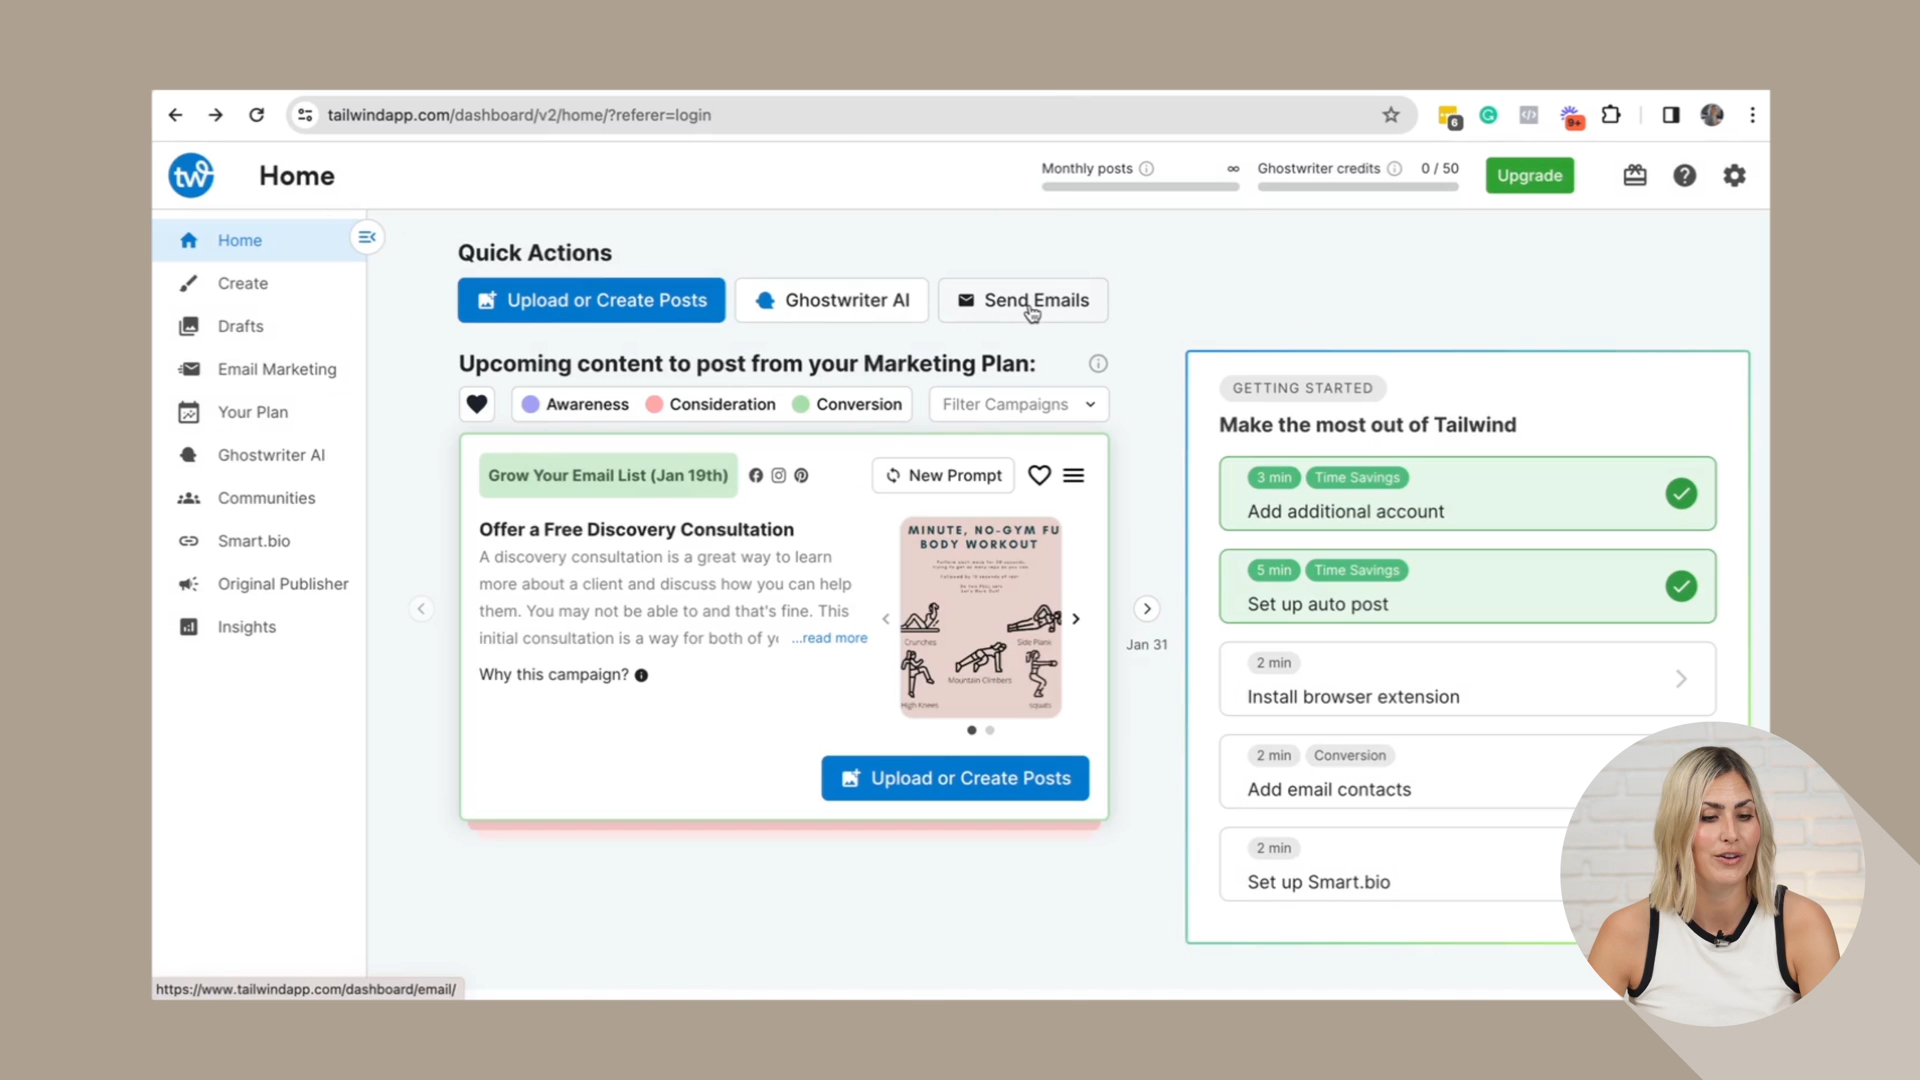 tailwindapp.com/dashboard/v2/home/?referer=login
6
9+
tw
Home
Monthly posts
∞
Ghostwriter credits
0 / 50
Upgrade
Home
Create
Drafts
Email Marketing
Your Plan
Ghostwriter AI
Communities
Smart.bio
Original Publisher
Insights
Quick Actions
Upload or Create Posts
Ghostwriter AI
Send Emails
Upcoming content to post from your Marketing Plan:
Awareness
Consideration
Conversion
Filter Campaigns
Grow Your Email List (Jan 19th)
New Prompt
Offer a Free Discovery Consultation
A discovery consultation is a great way to learn
more about a client and discuss how you can help
them. You may not be able to and that's fine. This
initial consultation is a way for both of yo ...read more
Why this campaign?
MINUTE, NO-GYM FU
BODY WORKOUT
Crunches
Side Plank
Mountain Climbers
High Knees
squats
Upload or Create Posts
Jan 31
GETTING STARTED
Make the most out of Tailwind
3 min
Time Savings
Add additional account
5 min
Time Savings
Set up auto post
2 min
Install browser extension
2 min
Conversion
Add email contacts
2 min
Set up Smart.bio
https://www.tailwindapp.com/dashboard/email/